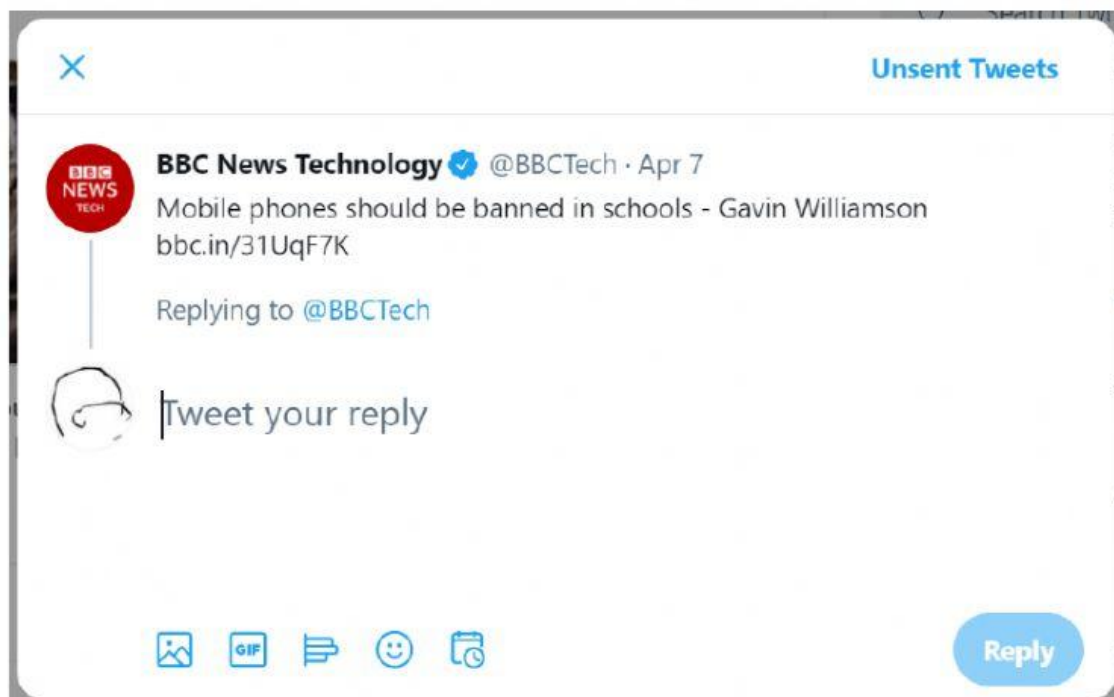 Unsent Tweets
BBC NEWS TECH
BBC News Technology @BBCTech · Apr 7
Mobile phones should be banned in schools - Gavin Williamson
bbc.in/31UqF7K
Replying to @BBCTech
Tweet your reply
GIF
Reply